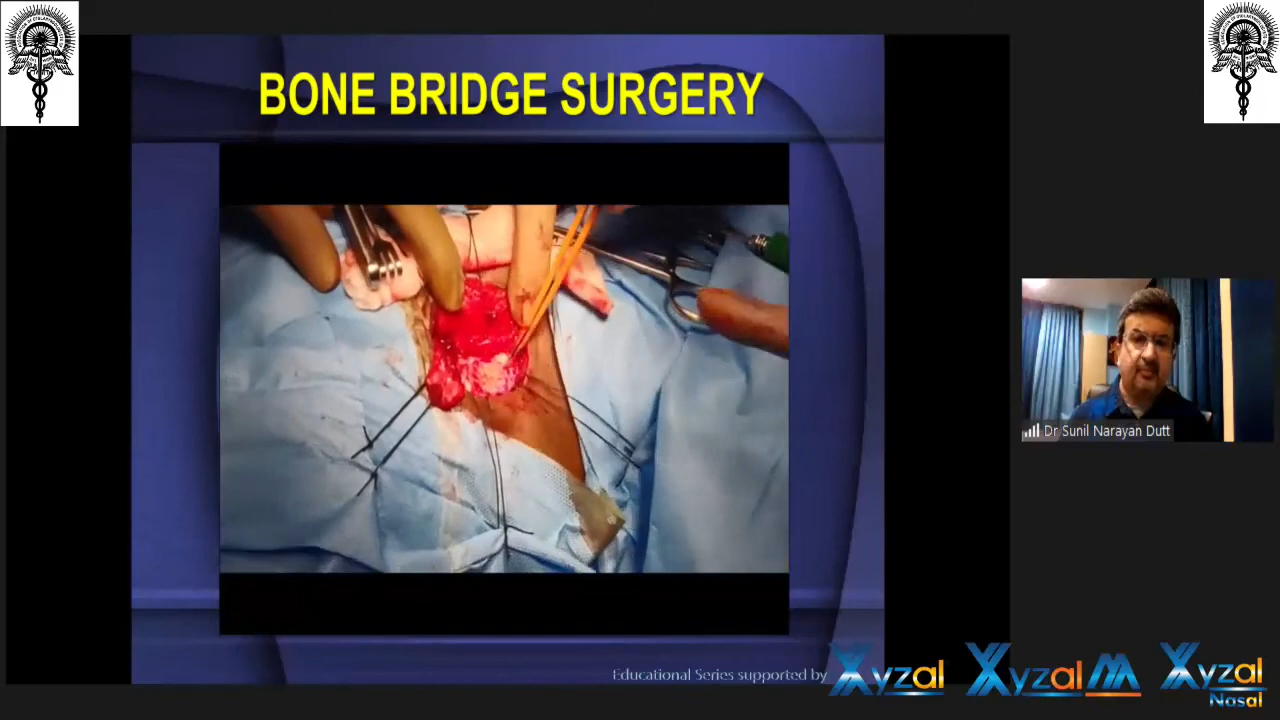 BONE BRIDGE SURGERY
Dr Sunil Narayan Dutt
Educational Series supported by
Xyzal
Xyzal M
Xyzal
Nasal